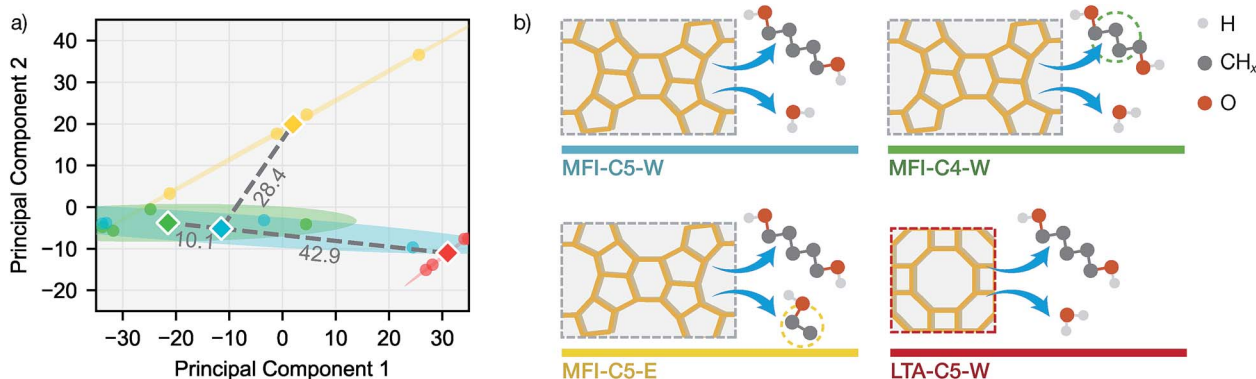 a)
40
30
20
10
0
−10
−20
−30 −20 −10 0 10 20 30
Principal Component 1
Principal Component 2
28.4
10.1
42.9
b)
MFI-C5-W
MFI-C4-W
MFI-C5-E
LTA-C5-W
H
CHx
O